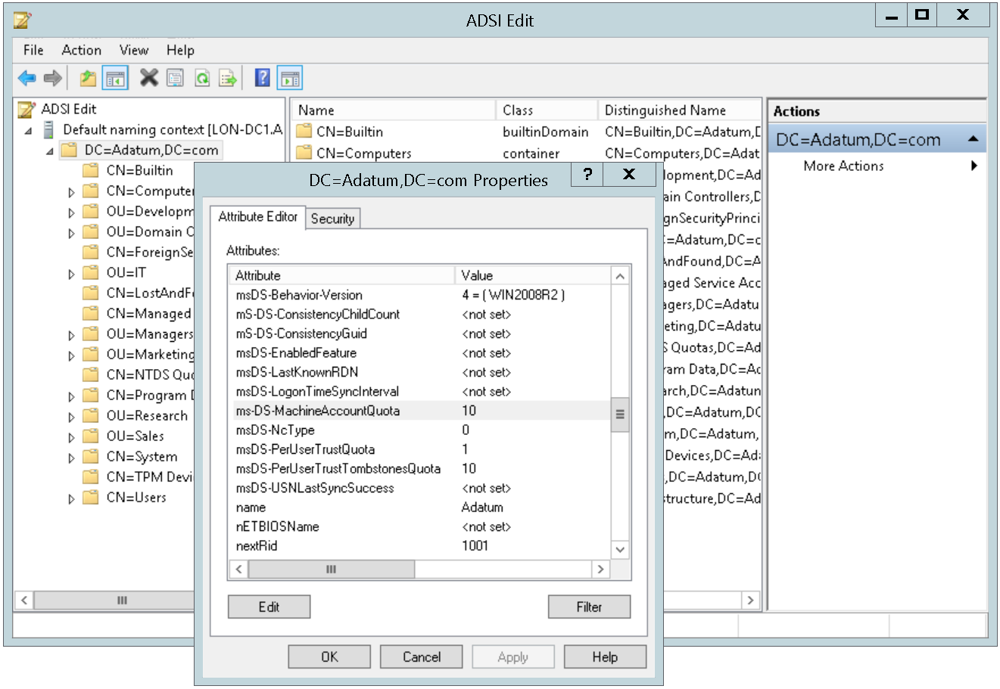 ADSI Edit
File Action View Help
ADSI Edit
Default naming context [LON-DC1.A
DC=Adatum,DC=com
CN=Builtin
CN=Computer
OU=Developm
OU=Domain C
CN=ForeignSe
OU=IT
CN=LostAndF
CN=Managed
OU=Managers
OU=Marketing
CN=NTDS Quo
CN=Program D
OU=Research
OU=Sales
CN=System
CN=TPM Devi
CN=Users
Name Class Distinguished Name
CN=Builtin builtinDomain CN=Builtin,DC=Adatum,D
CN=Computers container CN=Computers,DC=Adat
lopment,DC=Ad
ain Controllers,D
gnSecurityPrinci
=Adatum,DC=c
AndFound,DC=A
aged Service Acc
agers,DC=Adatu
eting,DC=Adatu
S Quotas,DC=Ad
ram Data,DC=Ac
arch,DC=Adatun
,DC=Adatum,DC
m,DC=Adatum,
Devices,DC=Ada
,DC=Adatum,DC
structure,DC=Ad
Actions
DC=Adatum,DC=com
More Actions
DC=Adatum,DC=com Properties
? X
Attribute Editor Security
Attributes:
Attribute Value
msDS-Behavior-Version 4 = ( WIN2008R2 )
mS-DS-ConsistencyChildCount <not set>
mS-DS-ConsistencyGuid <not set>
msDS-EnabledFeature <not set>
msDS-LastKnownRDN <not set>
msDS-LogonTimeSyncInterval <not set>
ms-DS-MachineAccountQuota 10
msDS-NcType 0
msDS-PerUserTrustQuota 1
msDS-PerUserTrustTombstonesQuota 10
msDS-USNLastSyncSuccess <not set>
name Adatum
nETBIOSName <not set>
nextRid 1001
Edit Filter
OK Cancel Apply Help